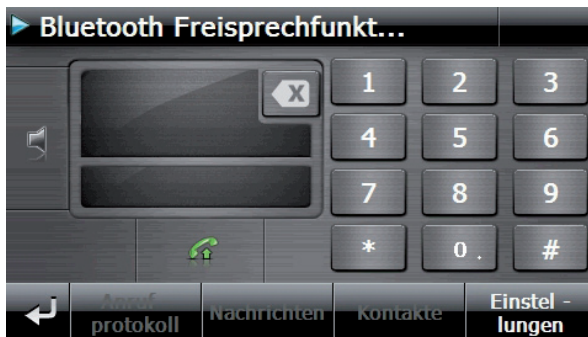 Bluetooth Freisprechfunkt...
X
1 2 3
4 5 6
7 8 9
* 0 . #
Anruf
protokoll
Nachrichten
Kontakte
Einstel -
lungen